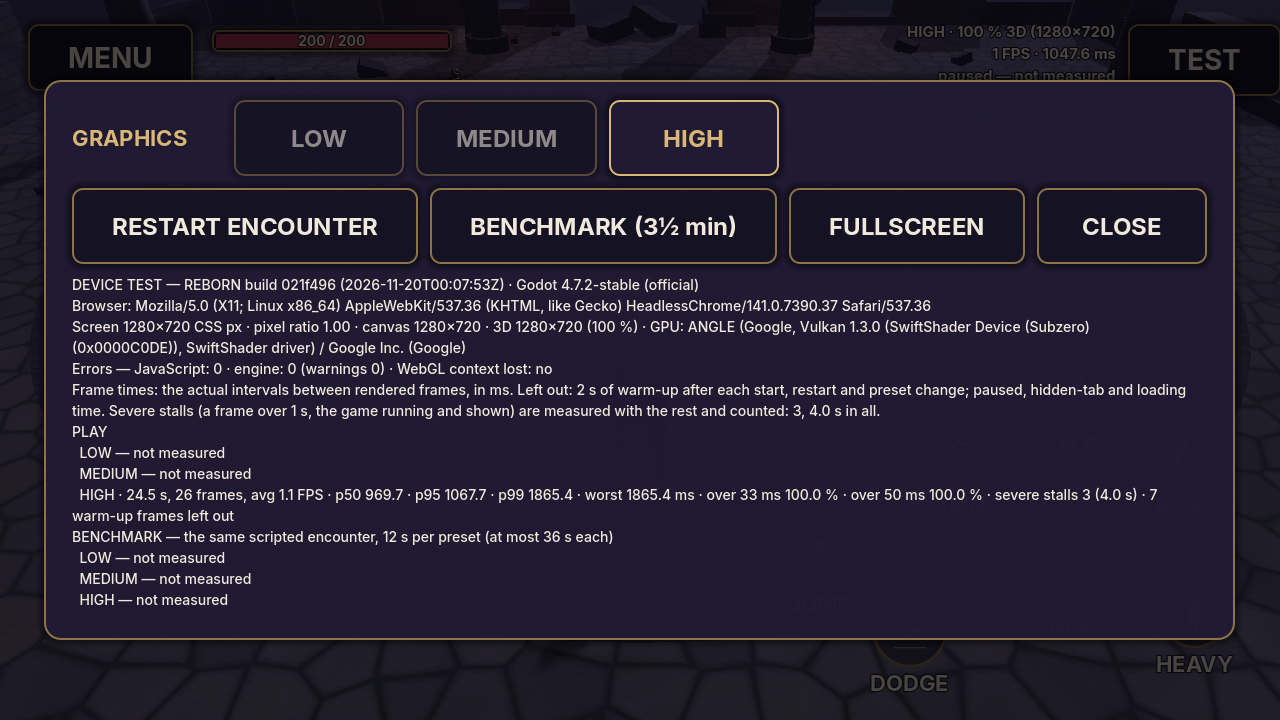 MENU
200 / 200
HIGH · 100 % 3D (1280×720)
1 FPS · 1047.6 ms
paused — not measured
TEST
GRAPHICS
LOW
MEDIUM
HIGH
RESTART ENCOUNTER
BENCHMARK (3½ min)
FULLSCREEN
CLOSE
DEVICE TEST — REBORN build 021f496 (2026-11-20T00:07:53Z) · Godot 4.7.2-stable (official)
Browser: Mozilla/5.0 (X11; Linux x86_64) AppleWebKit/537.36 (KHTML, like Gecko) HeadlessChrome/141.0.7390.37 Safari/537.36
Screen 1280×720 CSS px · pixel ratio 1.00 · canvas 1280×720 · 3D 1280×720 (100 %) · GPU: ANGLE (Google, Vulkan 1.3.0 (SwiftShader Device (Subzero)
(0x0000C0DE)), SwiftShader driver) / Google Inc. (Google)
Errors — JavaScript: 0 · engine: 0 (warnings 0) · WebGL context lost: no
Frame times: the actual intervals between rendered frames, in ms. Left out: 2 s of warm-up after each start, restart and preset change; paused, hidden-tab and loading
time. Severe stalls (a frame over 1 s, the game running and shown) are measured with the rest and counted: 3, 4.0 s in all.
PLAY
LOW — not measured
MEDIUM — not measured
HIGH · 24.5 s, 26 frames, avg 1.1 FPS · p50 969.7 · p95 1067.7 · p99 1865.4 · worst 1865.4 ms · over 33 ms 100.0 % · over 50 ms 100.0 % · severe stalls 3 (4.0 s) · 7
warm-up frames left out
BENCHMARK — the same scripted encounter, 12 s per preset (at most 36 s each)
LOW — not measured
MEDIUM — not measured
HIGH — not measured
HEAVY
DODGE